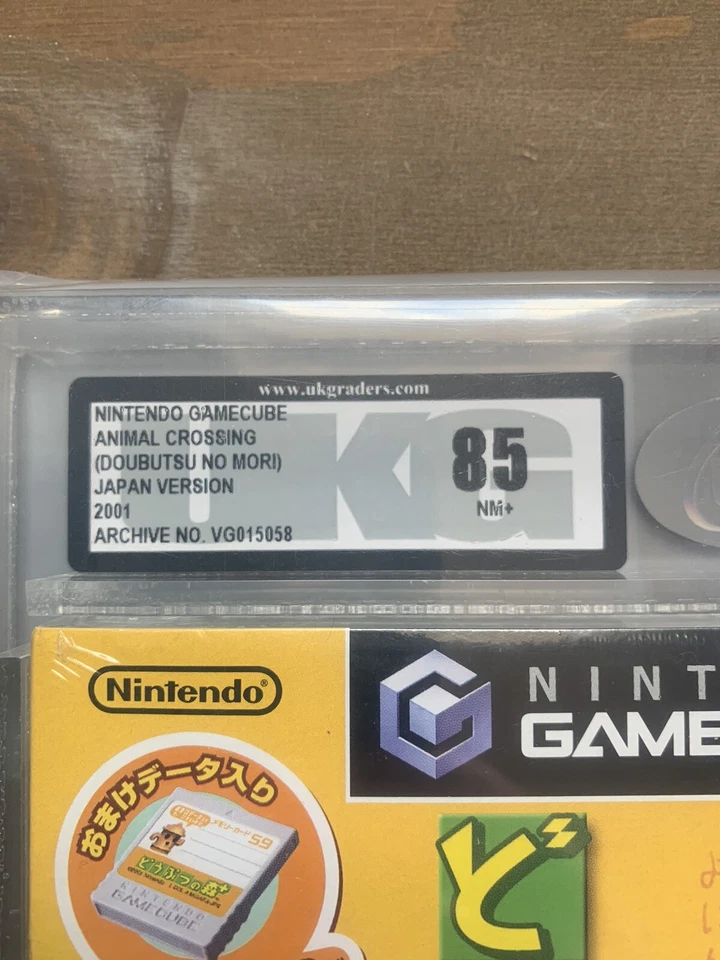 www.ukgraders.com
NINTENDO GAMECUBE
ANIMAL CROSSING
(DOUBUTSU NO MORI)
JAPAN VERSION
2001
ARCHIVE NO. VG015058
UKG
85
NM+
Nintendo®
NINT
GAME
おまけデータ入り
メモリーカード59
どうぶつの森+
NINTENDO
GAMECUBE
ど